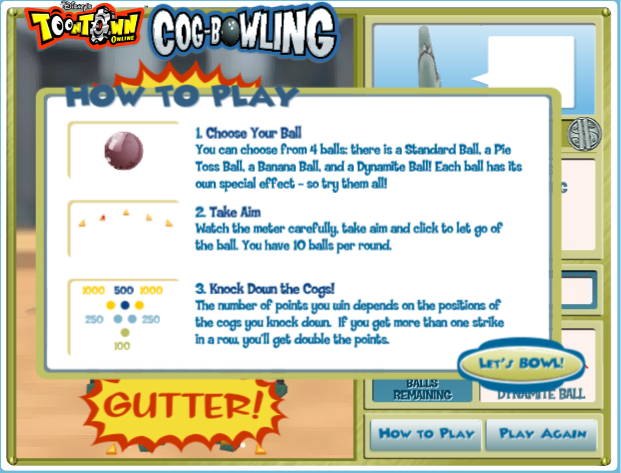 Disney's
TOONTOWN
ONLINE
COG-BOWLING
HOW TO PLAY
1. Choose Your Ball
You can choose from 4 balls: there is a Standard Ball, a Pie
Toss Ball, a Banana Ball, and a Dynamite Ball! Each ball has its
own special effect - so try them all!
2. Take Aim
Watch the meter carefully, take aim and click to let go of
the ball. You have 10 balls per round.
3. Knock Down the Cogs!
1000 500 1000
250 250
100
The number of points you win depends on the positions of
the cogs you knock down. If you get more than one strike
in a row, you'll get double the points.
LET'S BOWL!
GUTTER!
BALLS
REMAINING
DYNAMITE BALL
HOW TO PLAY
PLAY AGAIN